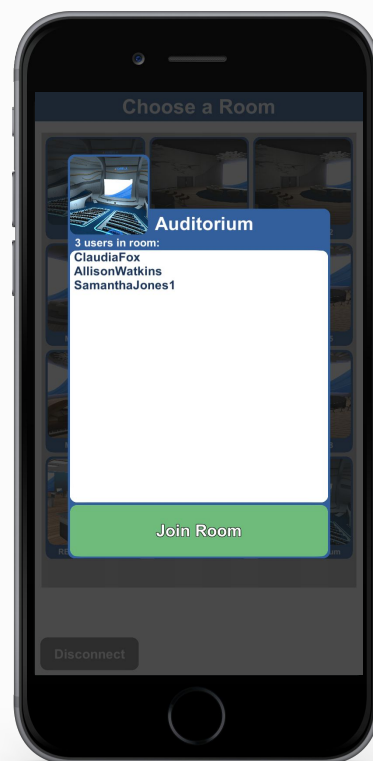 Choose a Room
Auditorium
3 users in room:
ClaudiaFox
AllisonWatkins
SamanthaJones1
Join Room
Disconnect